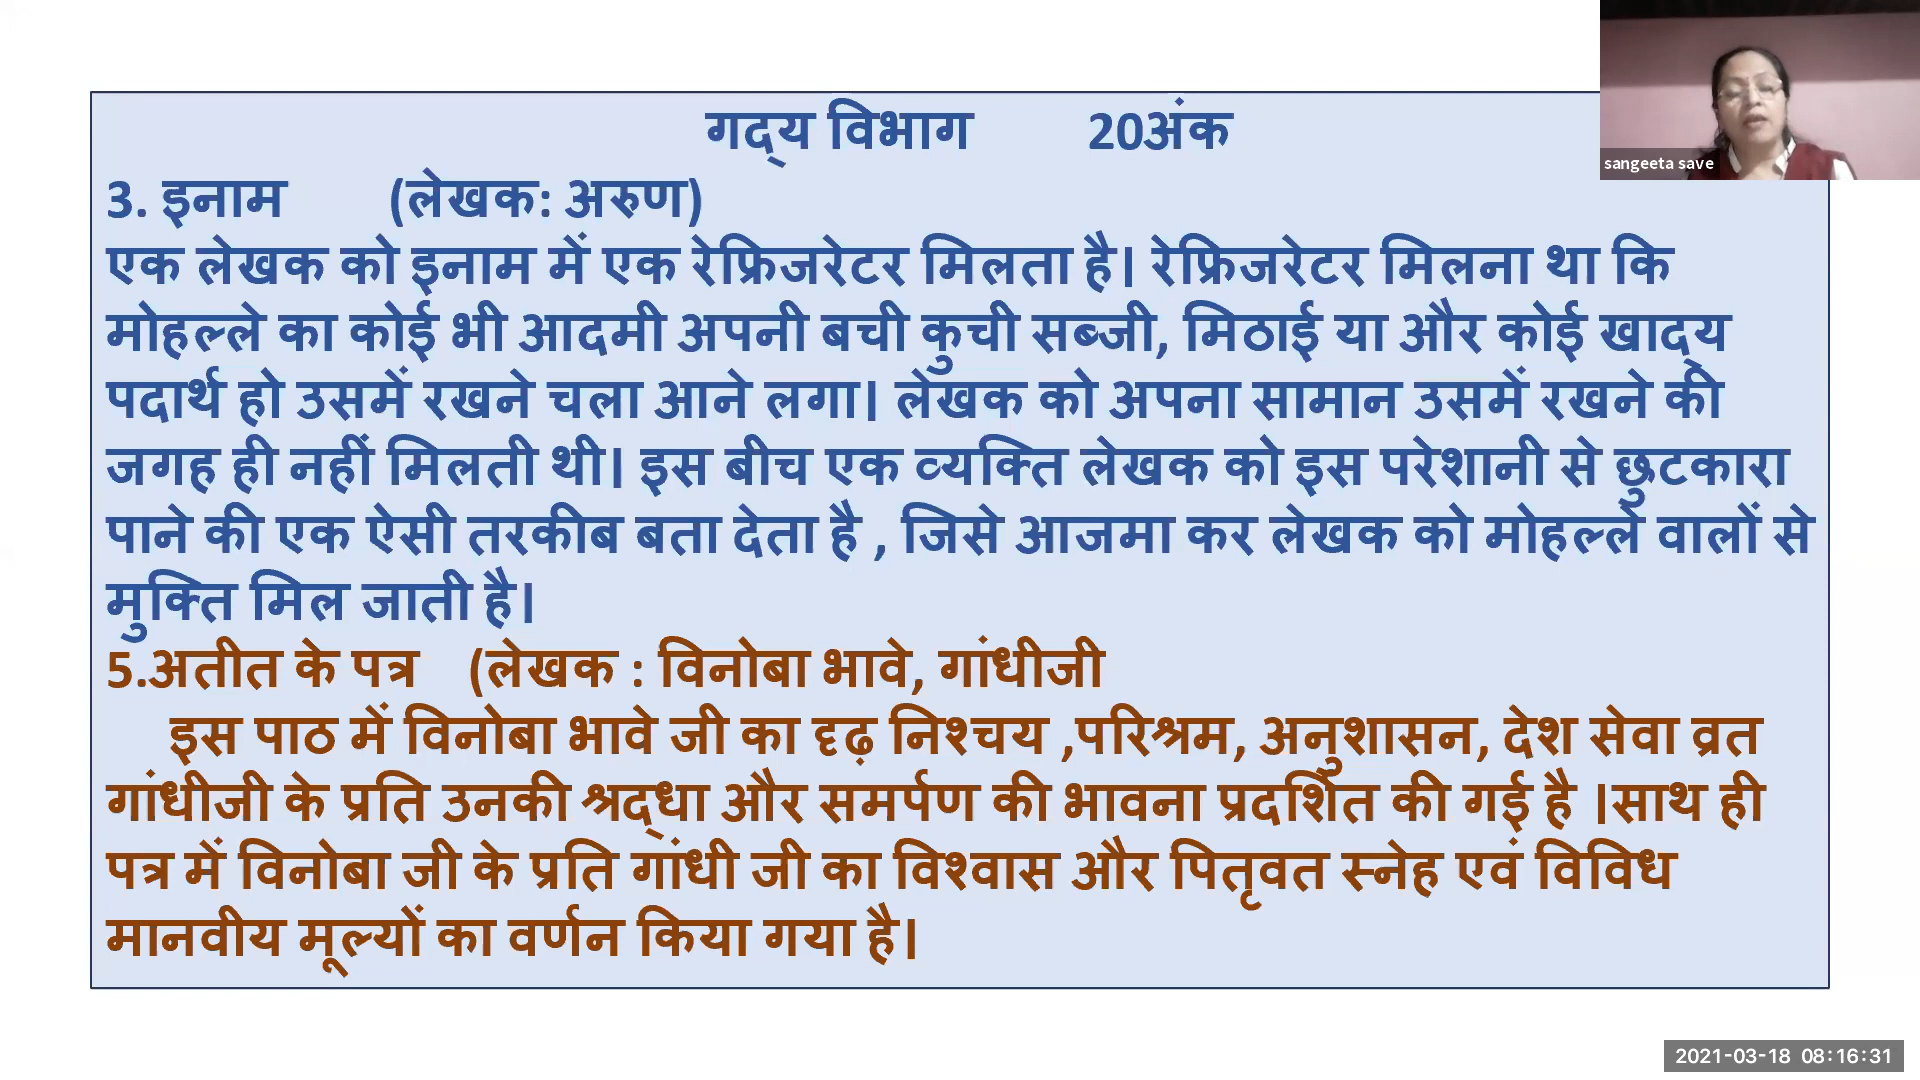 गद्य विभाग 20अंक
sangeeta save
3. इनाम (लेखक: अरुण)
एक लेखक को इनाम में एक रेफ्रिजरेटर मिलता है। रेफ्रिजरेटर मिलना था कि
मोहल्ले का कोई भी आदमी अपनी बची कुची सब्जी, मिठाई या और कोई खाद्य
पदार्थ हो उसमें रखने चला आने लगा। लेखक को अपना सामान उसमें रखने की
जगह ही नहीं मिलती थी। इस बीच एक व्यक्ति लेखक को इस परेशानी से छुटकारा
पाने की एक ऐसी तरकीब बता देता है , जिसे आजमा कर लेखक को मोहल्ले वालों से
मुक्ति मिल जाती है।
5.अतीत के पत्र (लेखक : विनोबा भावे, गांधीजी
इस पाठ में विनोबा भावे जी का दृढ़ निश्चय ,परिश्रम, अनुशासन, देश सेवा व्रत
गांधीजी के प्रति उनकी श्रद्धा और समर्पण की भावना प्रदर्शित की गई है ।साथ ही
पत्र में विनोबा जी के प्रति गांधी जी का विश्वास और पितृवत स्नेह एवं विविध
मानवीय मूल्यों का वर्णन किया गया है।
2021-03-18 08:16:31